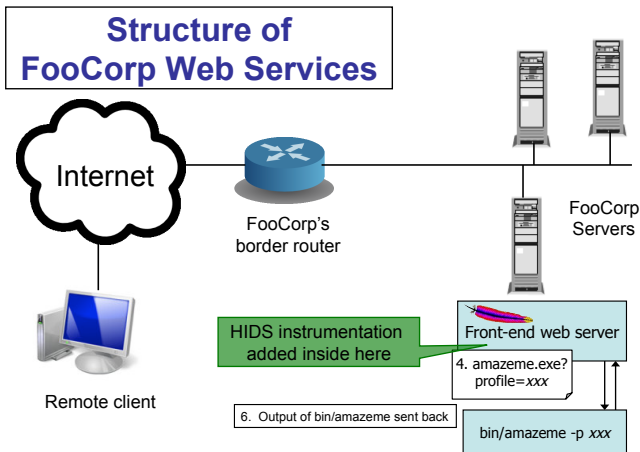 Structure of
FooCorp Web Services
Internet
FooCorp's
border router
FooCorp
Servers
Remote client
HIDS instrumentation
added inside here
Front-end web server
4. amazeme.exe?
profile=xxx
6. Output of bin/amazeme sent back
bin/amazeme -p xxx